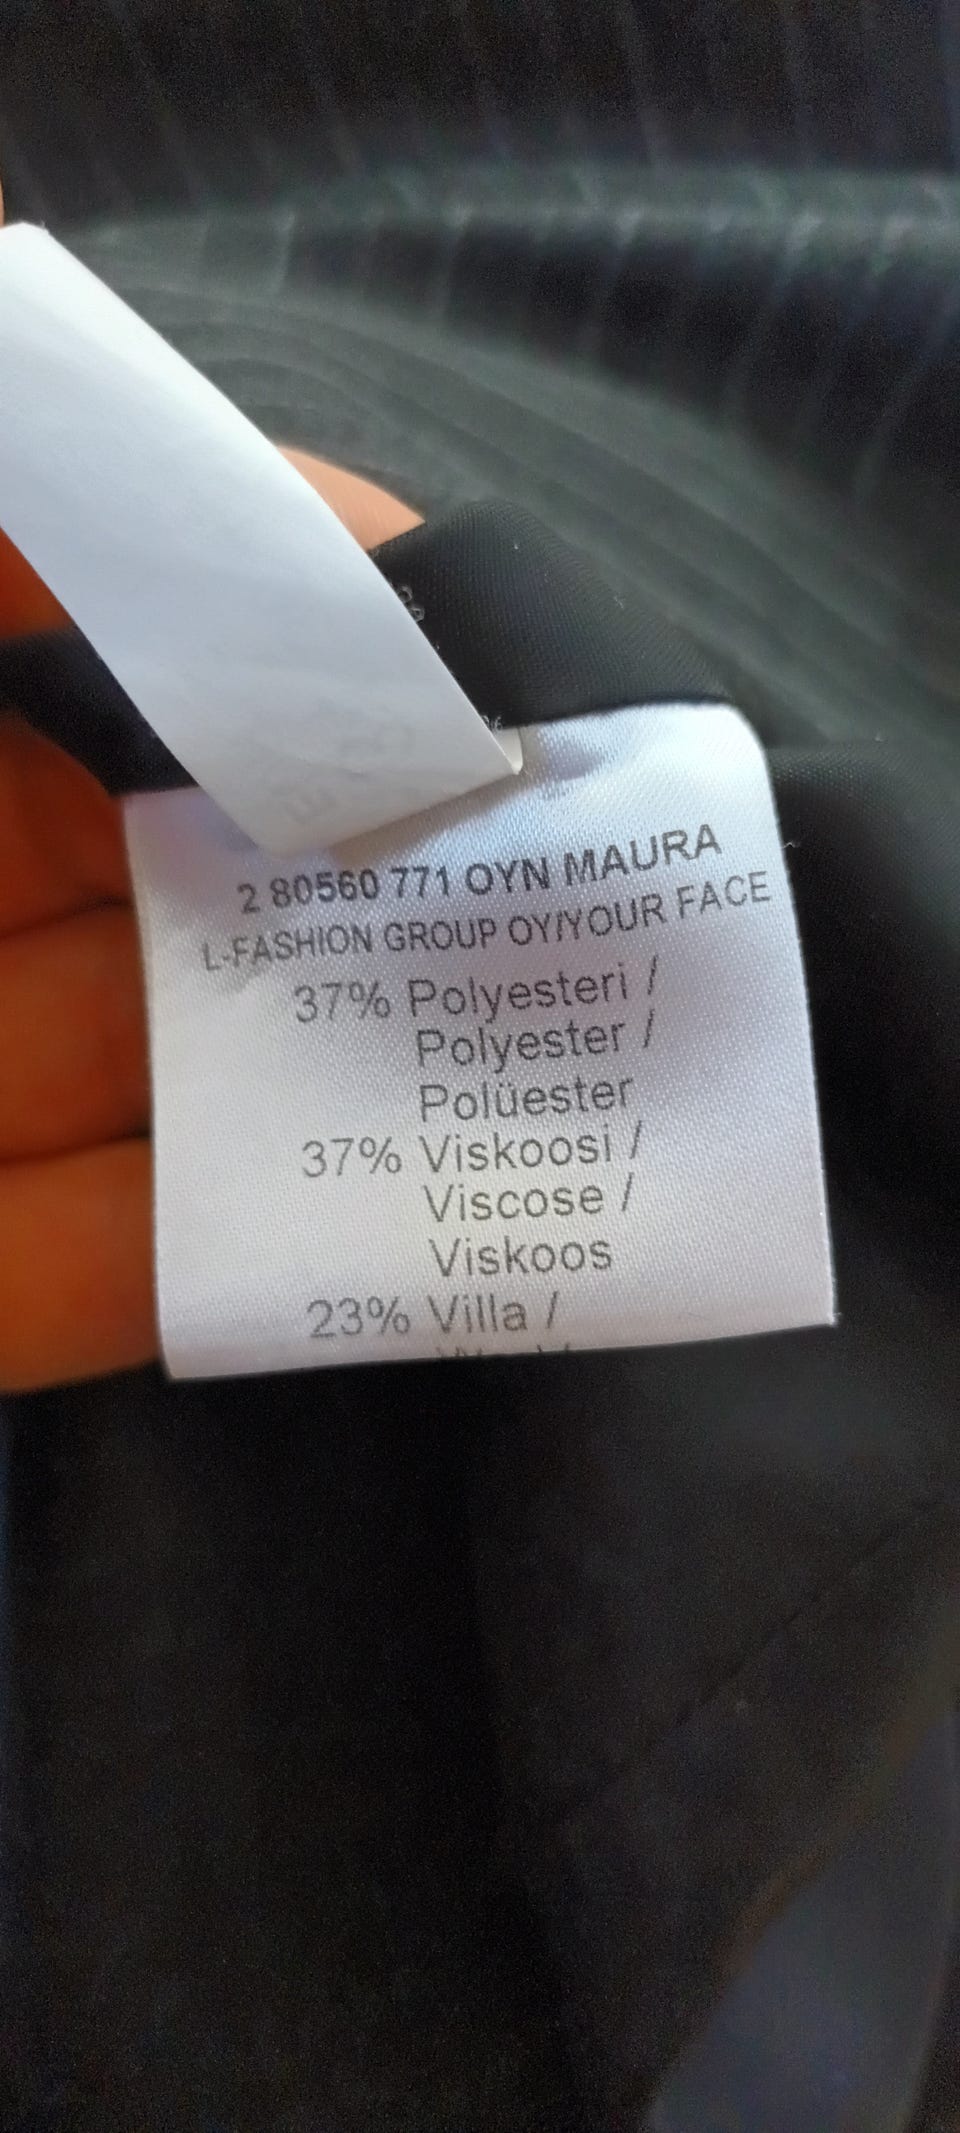 2 80560 771 OYN MAURA
L-FASHION GROUP OY/YOUR FACE
37% Polyesteri /
Polyester /
Polüester
37% Viskoosi /
Viscose /
Viskoos
23% Villa /